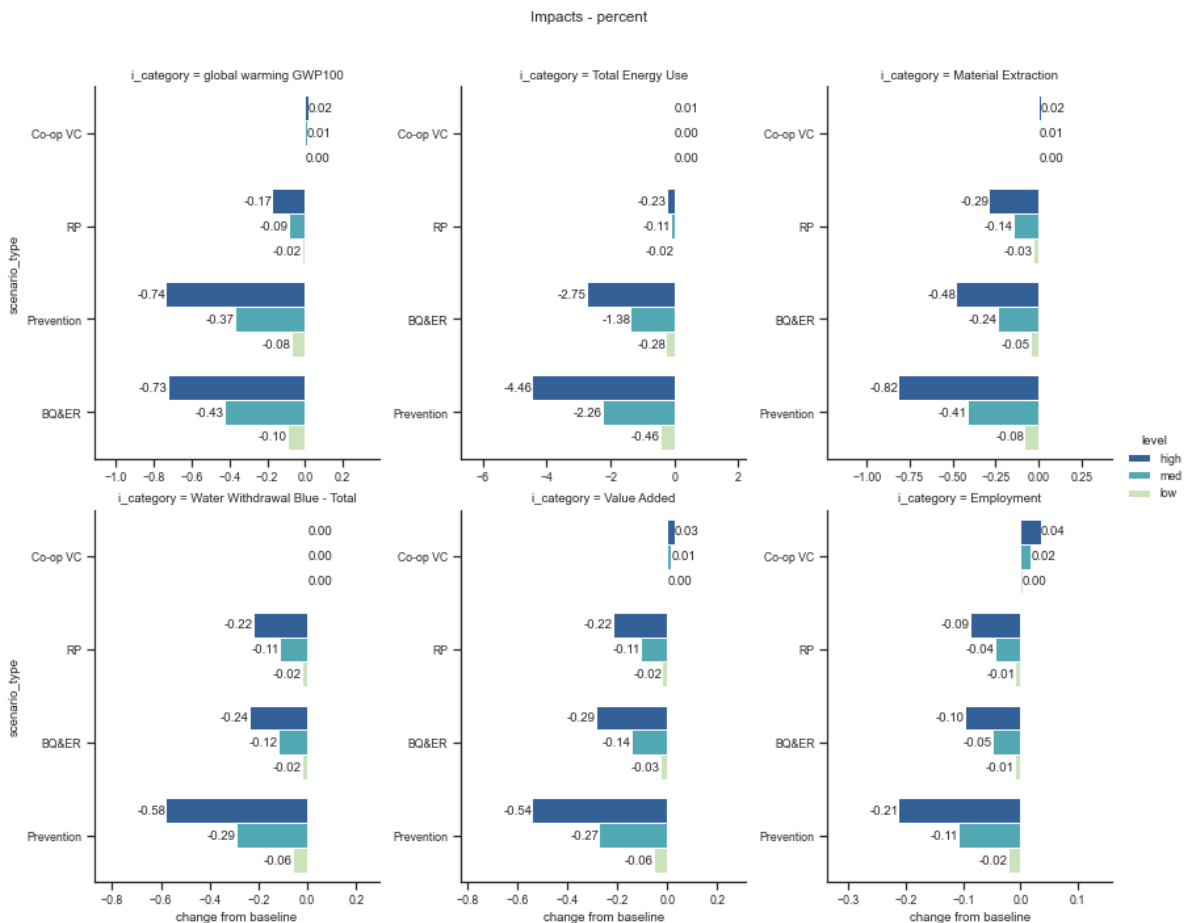 Impacts - percent
i_category = global warming GWP100
scenario_type
Co-op VC
0.02
0.01
0.00
RP
-0.17
-0.09
-0.02
Prevention
-0.74
-0.37
-0.08
BQ&ER
-0.73
-0.43
-0.10
−1.0 −0.8 −0.6 −0.4 −0.2 0.0 0.2
i_category = Total Energy Use
Co-op VC
0.01
0.00
0.00
RP
-0.23
-0.11
-0.02
BQ&ER
-2.75
-1.38
-0.28
Prevention
-4.46
-2.26
-0.46
−6 −4 −2 0 2
i_category = Material Extraction
Co-op VC
0.02
0.01
0.00
RP
-0.29
-0.14
-0.03
BQ&ER
-0.48
-0.24
-0.05
Prevention
-0.82
-0.41
-0.08
−1.00 −0.75 −0.50 −0.25 0.00 0.25
level
high
med
low
i_category = Water Withdrawal Blue - Total
scenario_type
Co-op VC
0.00
0.00
0.00
RP
-0.22
-0.11
-0.02
BQ&ER
-0.24
-0.12
-0.02
Prevention
-0.58
-0.29
-0.06
−0.8 −0.6 −0.4 −0.2 0.0 0.2
change from baseline
i_category = Value Added
Co-op VC
0.03
0.01
0.00
RP
-0.22
-0.11
-0.02
BQ&ER
-0.29
-0.14
-0.03
Prevention
-0.54
-0.27
-0.06
−0.8 −0.6 −0.4 −0.2 0.0 0.2
change from baseline
i_category = Employment
Co-op VC
0.04
0.02
0.00
RP
-0.09
-0.04
-0.01
BQ&ER
-0.10
-0.05
-0.01
Prevention
-0.21
-0.11
-0.02
−0.3 −0.2 −0.1 0.0 0.1
change from baseline